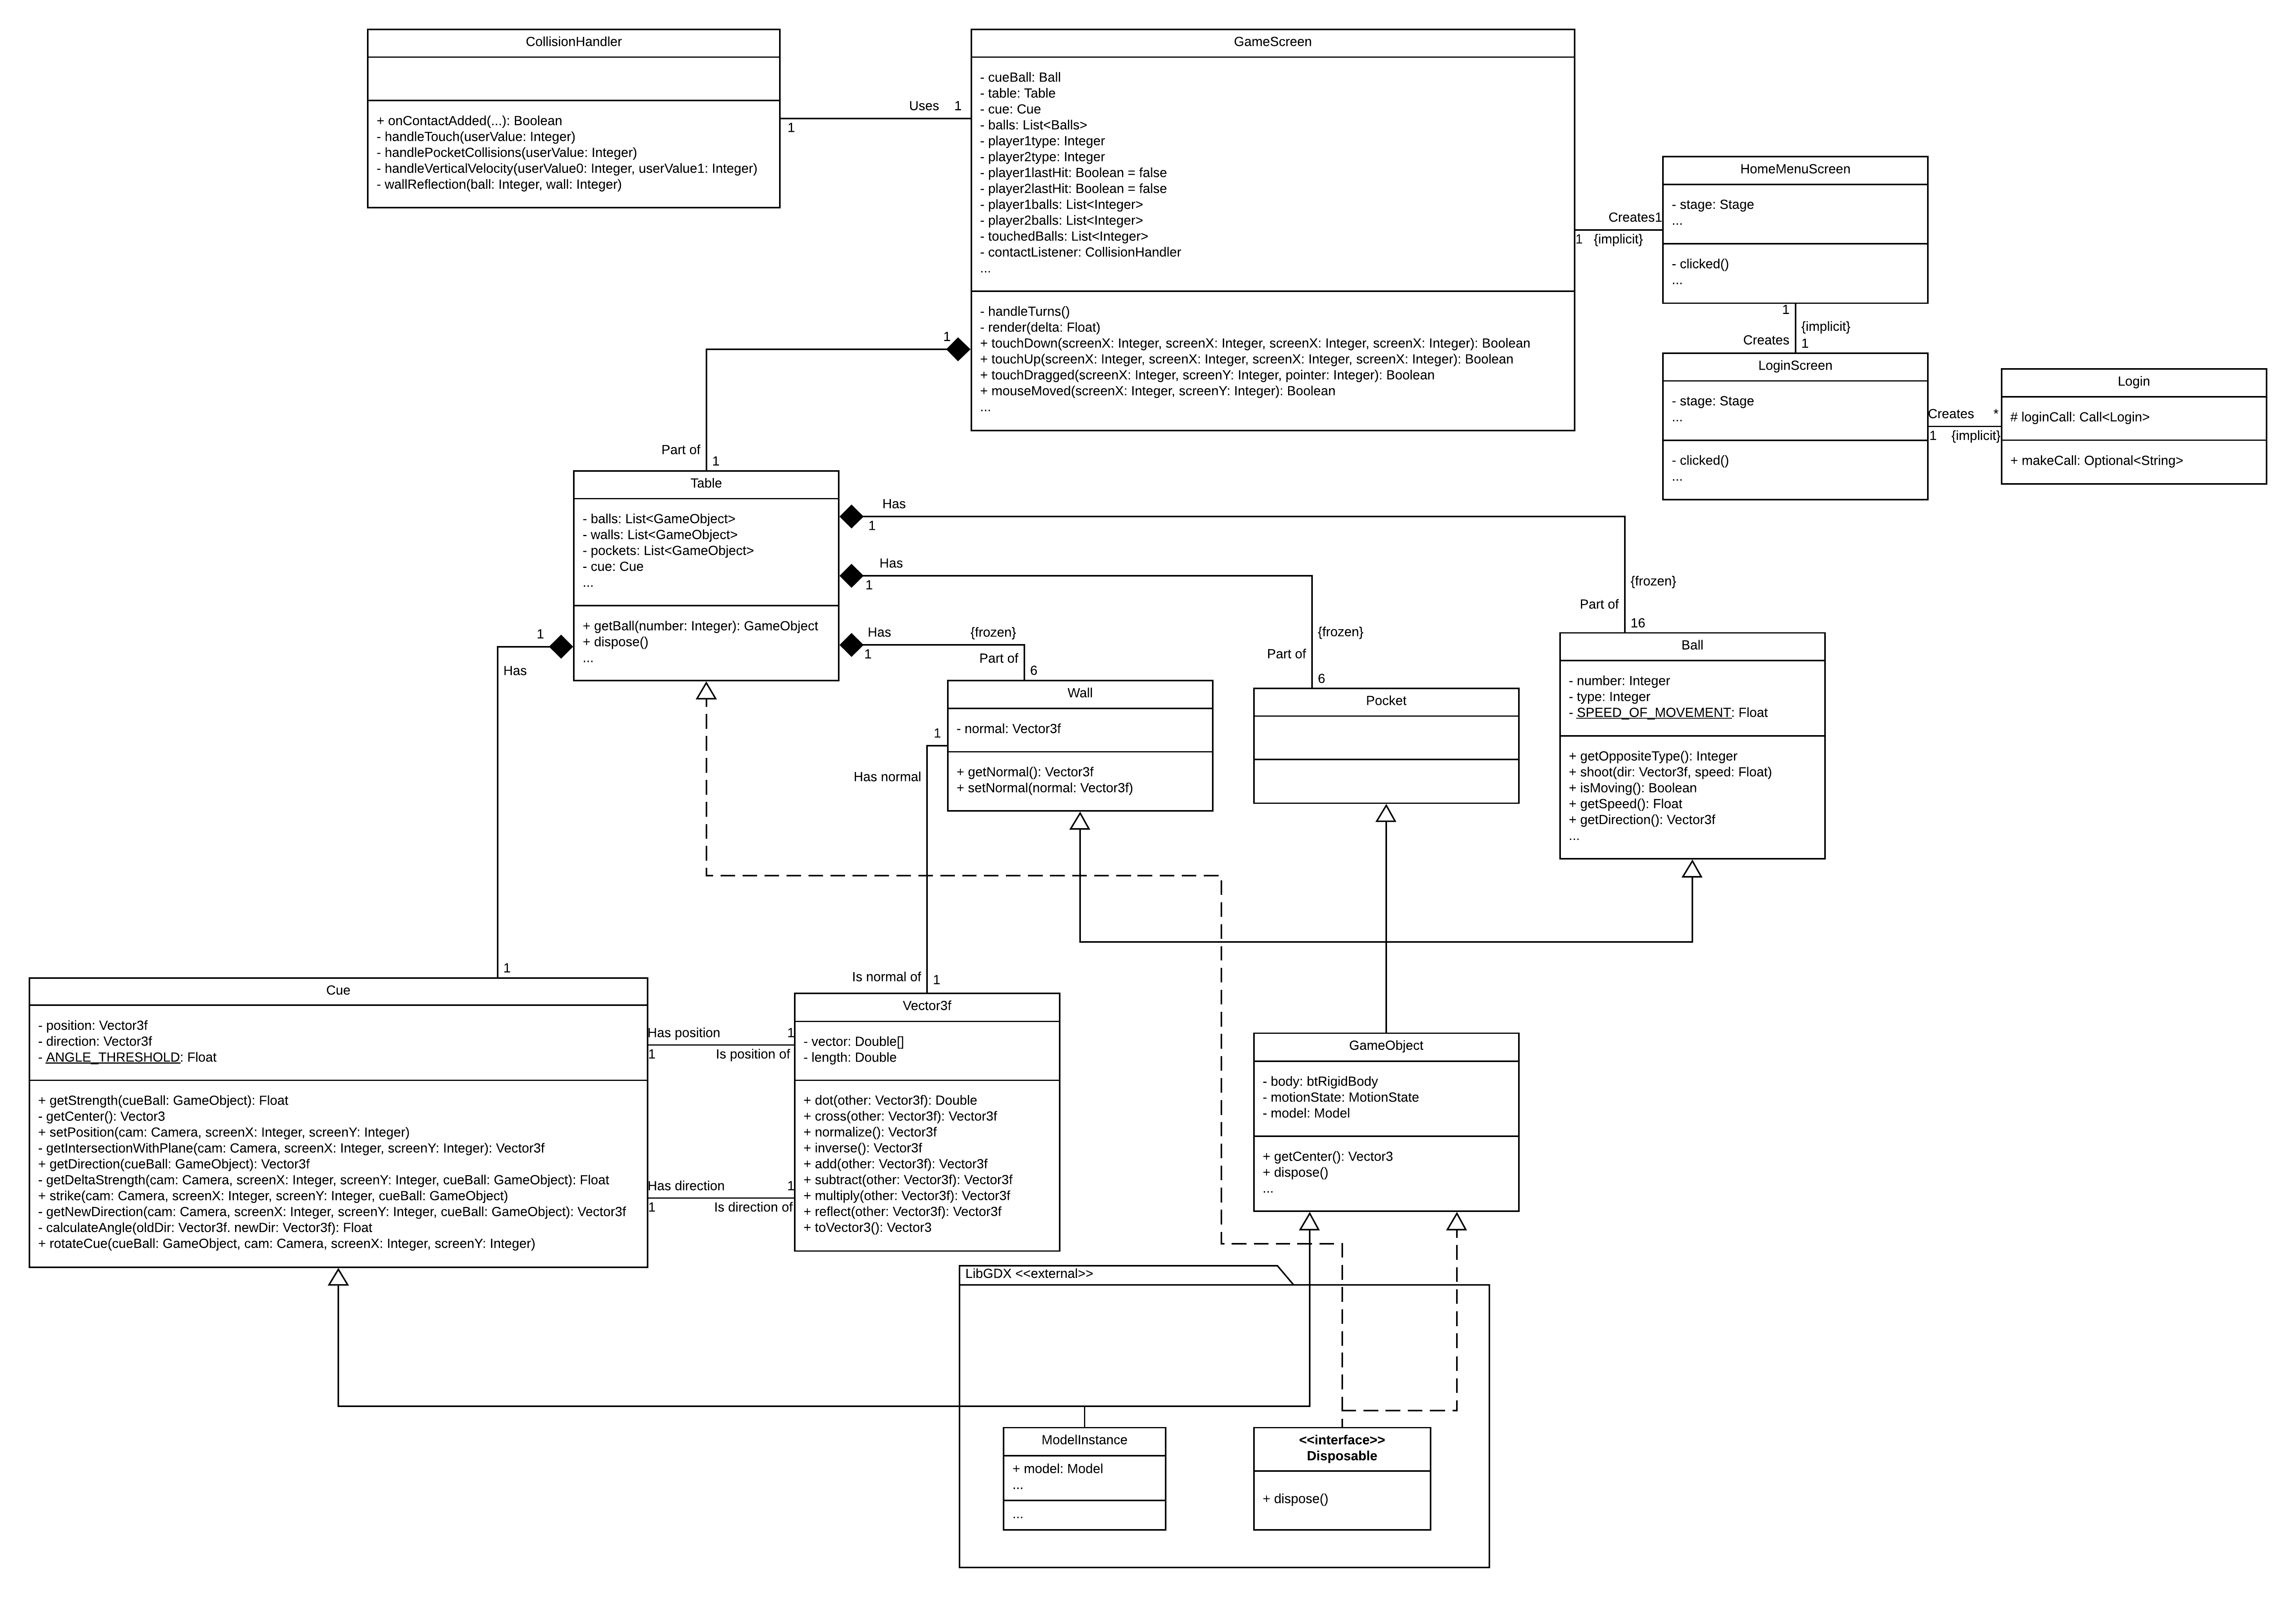 CollisionHandler
+ onContactAdded(...): Boolean
- handleTouch(userValue: Integer)
- handlePocketCollisions(userValue: Integer)
- handleVerticalVelocity(userValue0: Integer, userValue1: Integer)
- wallReflection(ball: Integer, wall: Integer)
Uses 1
1
GameScreen
- cueBall: Ball
- table: Table
- cue: Cue
- balls: List<Balls>
- player1type: Integer
- player2type: Integer
- player1lastHit: Boolean = false
- player2lastHit: Boolean = false
- player1balls: List<Integer>
- player2balls: List<Integer>
- touchedBalls: List<Integer>
- contactListener: CollisionHandler
...
- handleTurns()
- render(delta: Float)
+ touchDown(screenX: Integer, screenX: Integer, screenX: Integer, screenX: Integer): Boolean
+ touchUp(screenX: Integer, screenX: Integer, screenX: Integer, screenX: Integer): Boolean
+ touchDragged(screenX: Integer, screenY: Integer, pointer: Integer): Boolean
+ mouseMoved(screenX: Integer, screenY: Integer): Boolean
...
Creates1
1 {implicit}
HomeMenuScreen
- stage: Stage
...
- clicked()
...
1
{implicit}
Creates 1
LoginScreen
- stage: Stage
...
- clicked()
...
Creates *
1 {implicit}
Login
# loginCall: Call<Login>
+ makeCall: Optional<String>
1
Part of
1
Table
- balls: List<GameObject>
- walls: List<GameObject>
- pockets: List<GameObject>
- cue: Cue
...
+ getBall(number: Integer): GameObject
+ dispose()
...
Has
1
{frozen}
Part of
16
Has
1
{frozen}
Part of
6
Has {frozen}
1 Part of
6
1
Has
1
Wall
- normal: Vector3f
+ getNormal(): Vector3f
+ setNormal(normal: Vector3f)
Pocket
Ball
- number: Integer
- type: Integer
- SPEED_OF_MOVEMENT: Float
+ getOppositeType(): Integer
+ shoot(dir: Vector3f, speed: Float)
+ isMoving(): Boolean
+ getSpeed(): Float
+ getDirection(): Vector3f
...
1
Has normal
Is normal of 1
Cue
- position: Vector3f
- direction: Vector3f
- ANGLE_THRESHOLD: Float
+ getStrength(cueBall: GameObject): Float
- getCenter(): Vector3
+ setPosition(cam: Camera, screenX: Integer, screenY: Integer)
- getIntersectionWithPlane(cam: Camera, screenX: Integer, screenY: Integer): Vector3f
+ getDirection(cueBall: GameObject): Vector3f
- getDeltaStrength(cam: Camera, screenX: Integer, screenY: Integer, cueBall: GameObject): Float
+ strike(cam: Camera, screenX: Integer, screenY: Integer, cueBall: GameObject)
- getNewDirection(cam: Camera, screenX: Integer, screenY: Integer, cueBall: GameObject): Vector3f
- calculateAngle(oldDir: Vector3f. newDir: Vector3f): Float
+ rotateCue(cueBall: GameObject, cam: Camera, screenX: Integer, screenY: Integer)
Has position 1
1 Is position of
Has direction 1
1 Is direction of
Vector3f
- vector: Double[]
- length: Double
+ dot(other: Vector3f): Double
+ cross(other: Vector3f): Vector3f
+ normalize(): Vector3f
+ inverse(): Vector3f
+ add(other: Vector3f): Vector3f
+ subtract(other: Vector3f): Vector3f
+ multiply(other: Vector3f): Vector3f
+ reflect(other: Vector3f): Vector3f
+ toVector3(): Vector3
GameObject
- body: btRigidBody
- motionState: MotionState
- model: Model
+ getCenter(): Vector3
+ dispose()
...
LibGDX <<external>>
ModelInstance
+ model: Model
...
...
<<interface>>
Disposable
+ dispose()